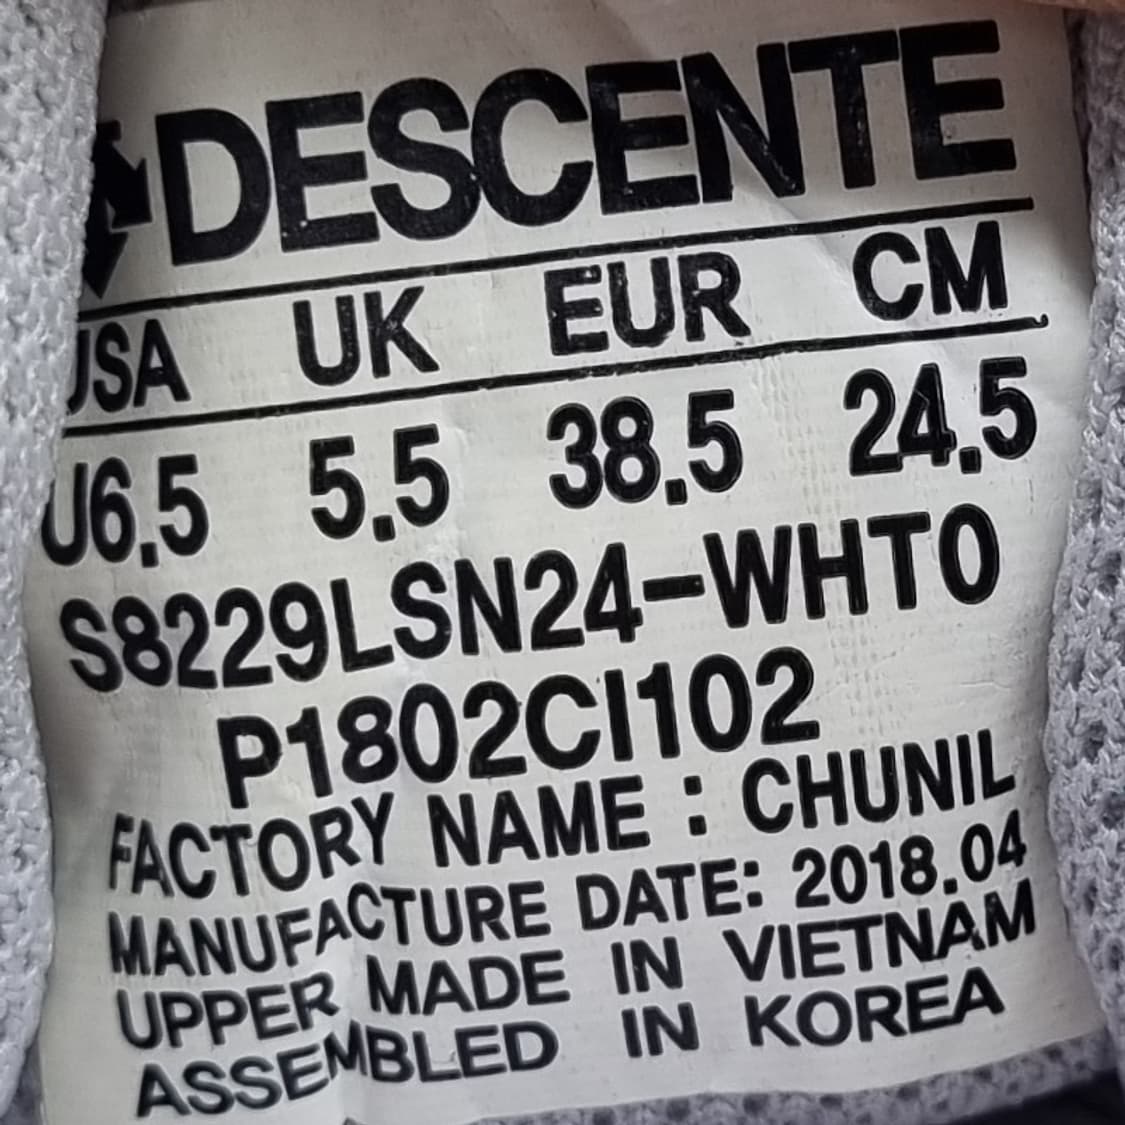 DESCENTE
USA UK EUR CM
U6.5 5.5 38.5 24.5
S8229LSN24-WHT0
P1802CI102
FACTORY NAME : CHUNIL
MANUFACTURE DATE: 2018.04
UPPER MADE IN VIETNAM
ASSEMBLED IN KOREA